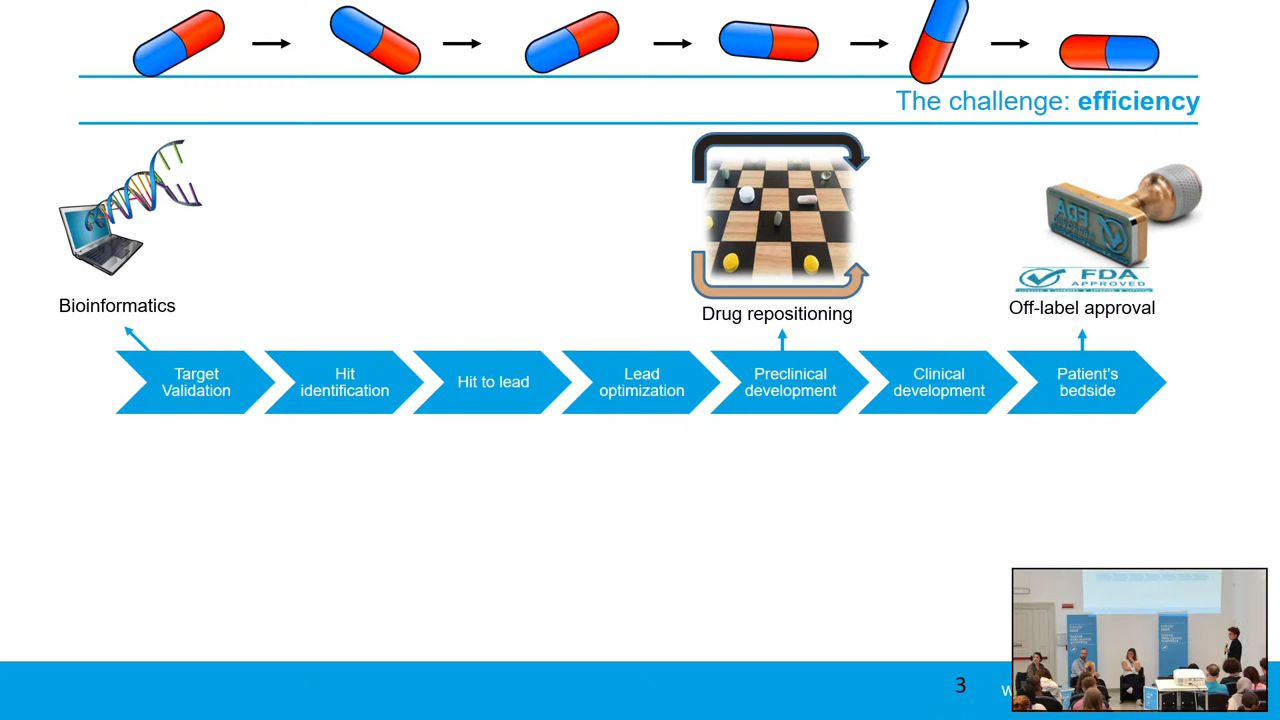 The challenge: efficiency
FDA
FDA
APPROVED
Bioinformatics
Drug repositioning
Off-label approval
Target
Validation
Hit
identification
Hit to lead
Lead
optimization
Preclinical
development
Clinical
development
Patient's
bedside
3